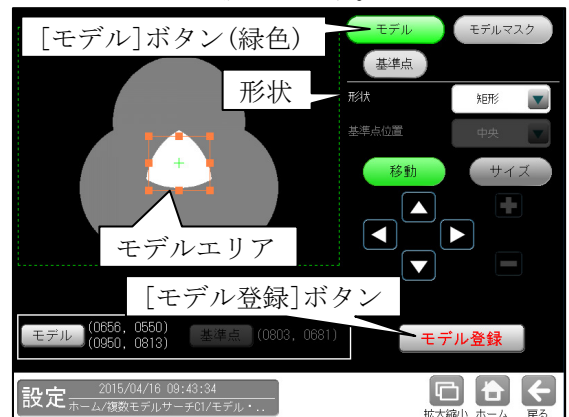 [モデル]ボタン(緑色)
モデル
モデルマスク
基準点
形状
形状
矩形
基準点位置
中央
移動
サイズ
モデルエリア
[モデル登録]ボタン
モデル
(0656, 0550)
(0950, 0813)
基準点
(0803, 0681)
モデル登録
設定
2015/04/16 09:43:34
ホーム/複数モデルサーチC1/モデル・..
拡大縮小
ホーム
戻る